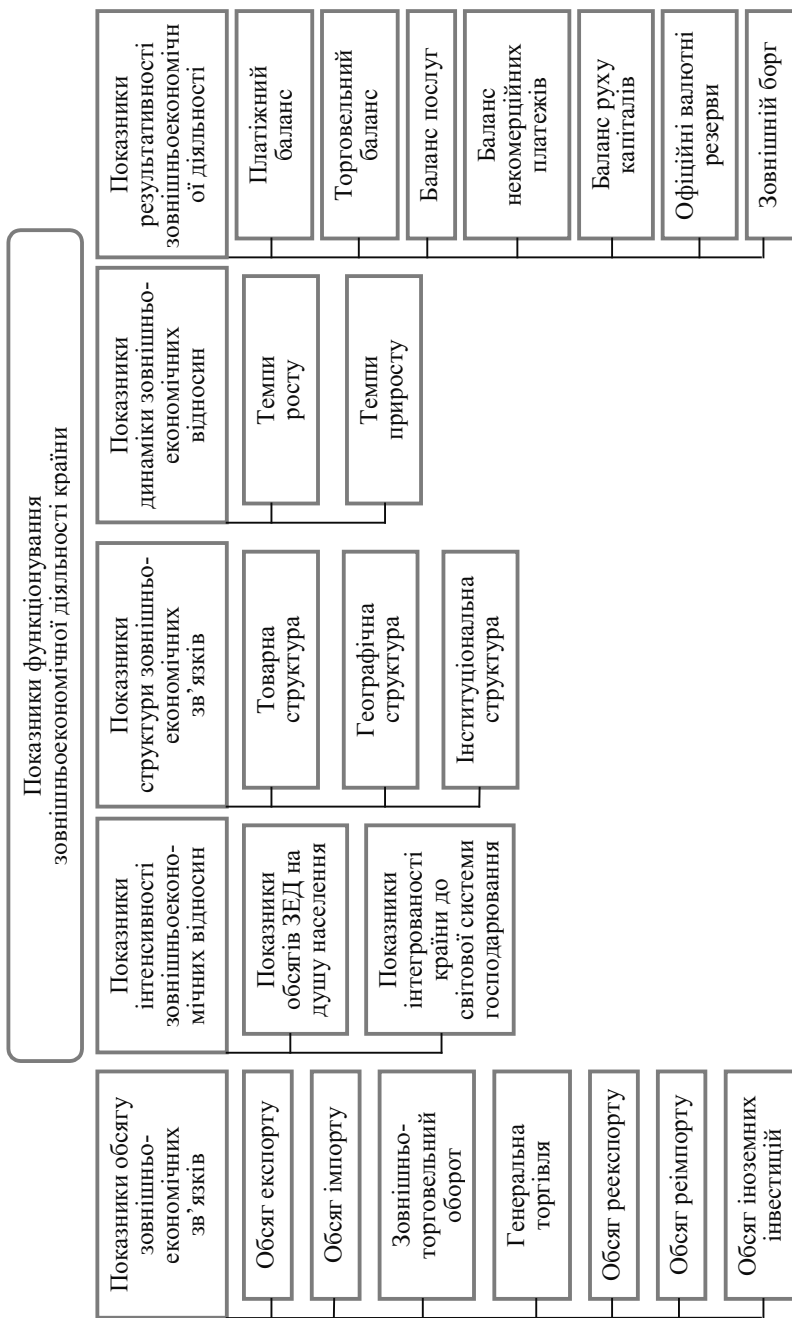 Показники функціонування
зовнішньоекономічної діяльності країни
Показники обсягу
зовнішньо-
економічних
зв’язків
Обсяг експорту
Обсяг імпорту
Зовнішньо-
торговельний
оборот
Генеральна
торгівля
Обсяг реекспорту
Обсяг реімпорту
Обсяг іноземних
інвестицій
Показники
інтенсивності
зовнішньоеконо-
мічних відносин
Показники
обсягів ЗЕД на
душу населення
Показники
інтегрованості
країни до
світової системи
господарювання
Показники
структури зовнішньо-
економічних
зв’язків
Товарна
структура
Географічна
структура
Інституціональна
структура
Показники
динаміки зовнішньо-
економічних
відносин
Темпи
росту
Темпи
приросту
Показники
результативності
зовнішньоекономічн
ої діяльності
Платіжний
баланс
Торговельний
баланс
Баланс послуг
Баланс
некомерційних
платежів
Баланс руху
капіталів
Офіційні валютні
резерви
Зовнішній борг